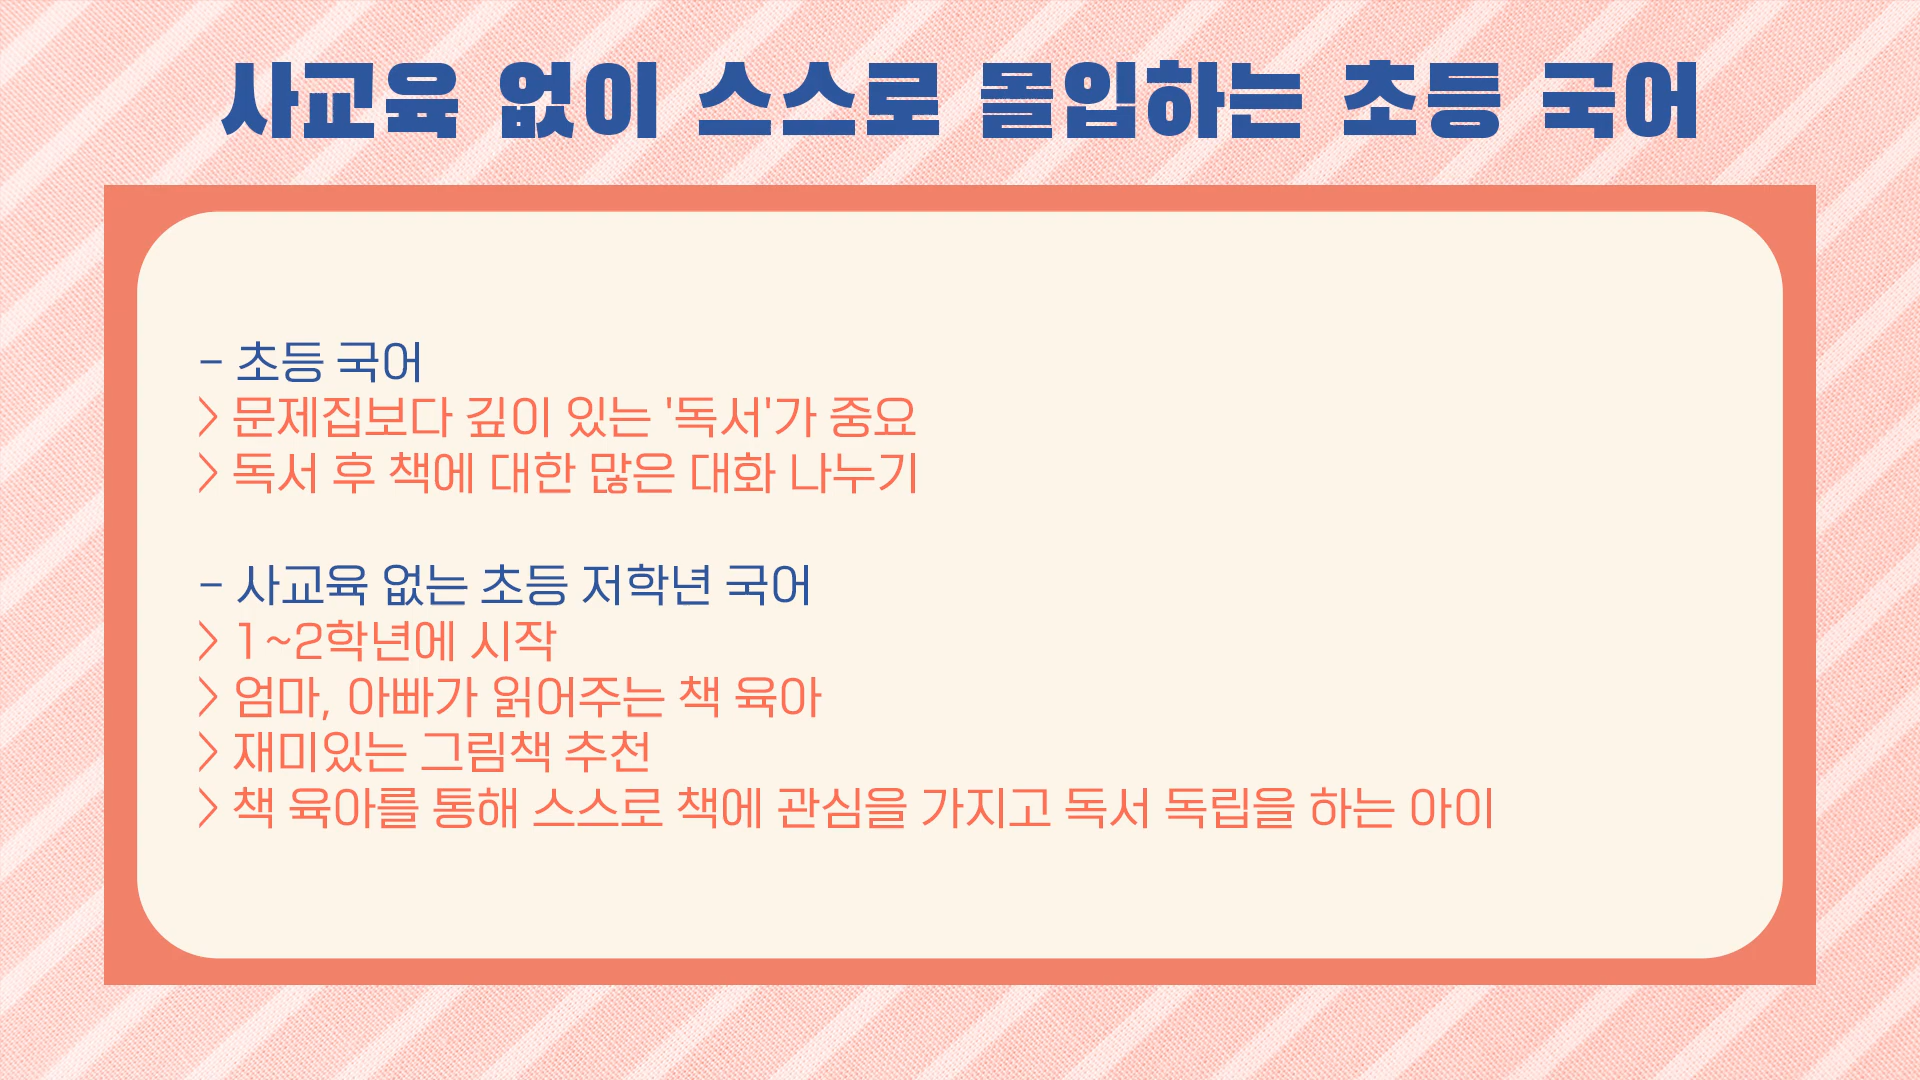 사교육 없이 스스로 몰입하는 초등 국어
- 초등 국어
> 문제집보다 깊이 있는 '독서'가 중요
> 독서 후 책에 대한 많은 대화 나누기
- 사교육 없는 초등 저학년 국어
> 1~2학년에 시작
> 엄마, 아빠가 읽어주는 책 육아
> 재미있는 그림책 추천
> 책 육아를 통해 스스로 책에 관심을 가지고 독서 독립을 하는 아이